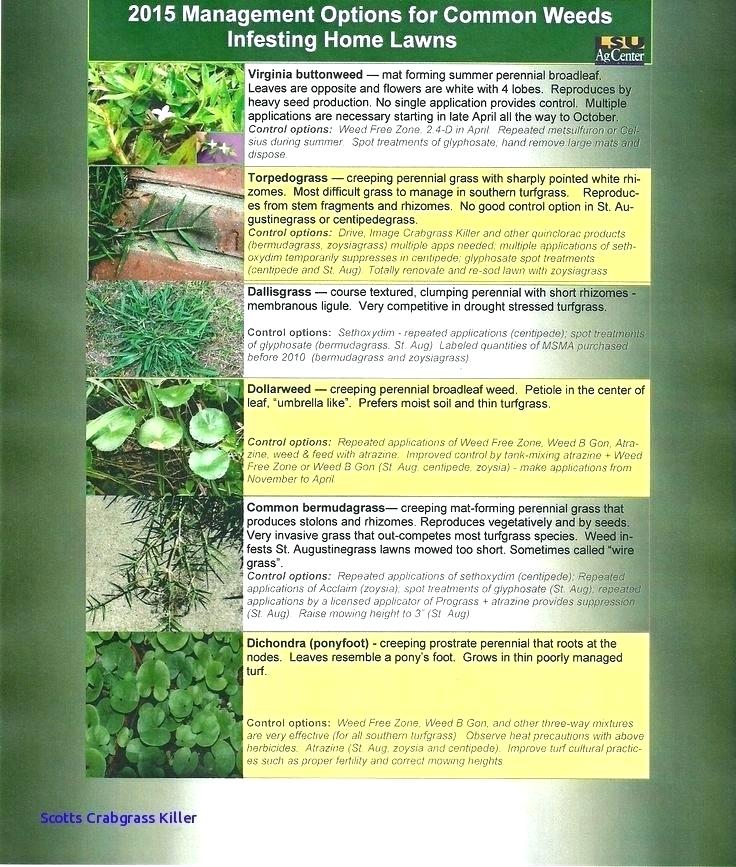 2015 Management Options for Common Weeds
Infesting Home Lawns
LSU
AgCenter
Virginia buttonweed — mat forming summer perennial broadleaf.
Leaves are opposite and flowers are white with 4 lobes. Reproduces by
heavy seed production. No single application provides control. Multiple
applications are necessary starting in late April all the way to October.
Control options: Weed Free Zone, 2,4-D in April. Repeated metsulfuron or Cel-
sius during summer. Spot treatments of glyphosate, hand remove large mats and
dispose.
Torpedograss — creeping perennial grass with sharply pointed white rhi-
zomes. Most difficult grass to manage in southern turfgrass. Reproduc-
es from stem fragments and rhizomes. No good control option in St. Au-
gustinegrass or centipedegrass.
Control options: Drive, Image Crabgrass Killer and other quinclorac products
(bermudagrass, zoysiagrass) multiple apps needed; multiple applications of seth-
oxydim temporarily suppresses in centipede; glyphosate spot treatments
(centipede and St. Aug). Totally renovate and re-sod lawn with zoysiagrass
Dallisgrass — course textured, clumping perennial with short rhizomes -
membranous ligule. Very competitive in drought stressed turfgrass.
Control options: Sethoxydim - repeated applications (centipede); spot treatments
of glyphosate (bermudagrass, St. Aug) Labeled quantities of MSMA purchased
before 2010 (bermudagrass and zoysiagrass)
Dollarweed — creeping perennial broadleaf weed. Petiole in the center of
leaf, “umbrella like”. Prefers moist soil and thin turfgrass.
Control options: Repeated applications of Weed Free Zone, Weed B Gon, Atra-
zine, weed & feed with atrazine. Improved control by tank-mixing atrazine + Weed
Free Zone or Weed B Gon (St. Aug, centipede, zoysia) - make applications from
November to April
Common bermudagrass— creeping mat-forming perennial grass that
produces stolons and rhizomes. Reproduces vegetatively and by seeds.
Very invasive grass that out-competes most turfgrass species. Weed in-
fests St. Augustinegrass lawns mowed too short. Sometimes called “wire
grass”.
Control options: Repeated applications of sethoxydim (centipede); Repeated
applications of Acclaim (zoysia); spot treatments of glyphosate (St. Aug); repeated
applications by a licensed applicator of Prograss + atrazine provides suppression
(St. Aug). Raise mowing height to 3” (St. Aug)
Dichondra (ponyfoot) - creeping prostrate perennial that roots at the
nodes. Leaves resemble a pony’s foot. Grows in thin poorly managed
turf.
Control options: Weed Free Zone, Weed B Gon, and other three-way mixtures
are very effective (for all southern turfgrass). Observe heat precautions with above
herbicides. Atrazine (St. Aug, zoysia and centipede). Improve turf cultural practic-
es such as proper fertility and correct mowing heights
Scotts Crabgrass Killer